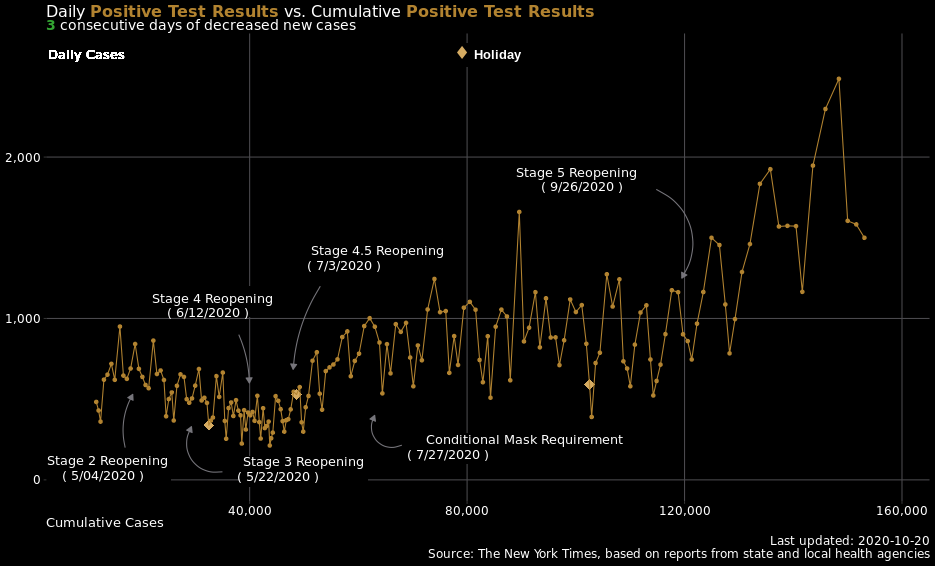 Daily Positive Test Results vs. Cumulative Positive Test Results
3 consecutive days of decreased new cases
Daily Cases
Holiday
2,000
Stage 5 Reopening
( 9/26/2020 )
Stage 4.5 Reopening
( 7/3/2020 )
Stage 4 Reopening
( 6/12/2020 )
1,000
Conditional Mask Requirement
( 7/27/2020 )
Stage 2 Reopening
( 5/04/2020 )
Stage 3 Reopening
( 5/22/2020 )
0
40,000
80,000
120,000
160,000
Cumulative Cases
Last updated: 2020-10-20
Source: The New York Times, based on reports from state and local health agencies